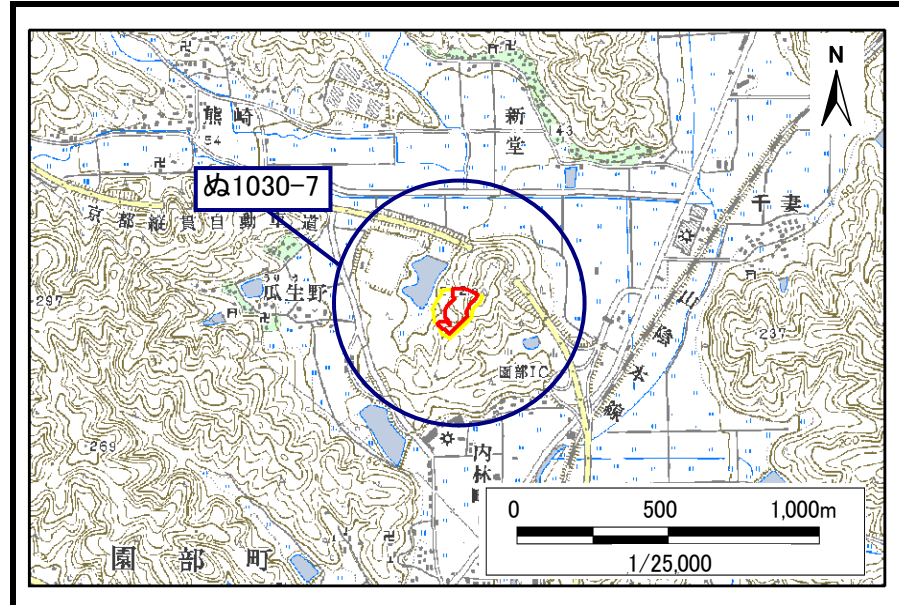 N
熊崎
54
新堂
43
ぬ1030-7
千妻
京都縦貫自動車道
瓜生野
山陰本線
237
園部IC
269
内林
園部町
0 500 1,000m
1/25,000